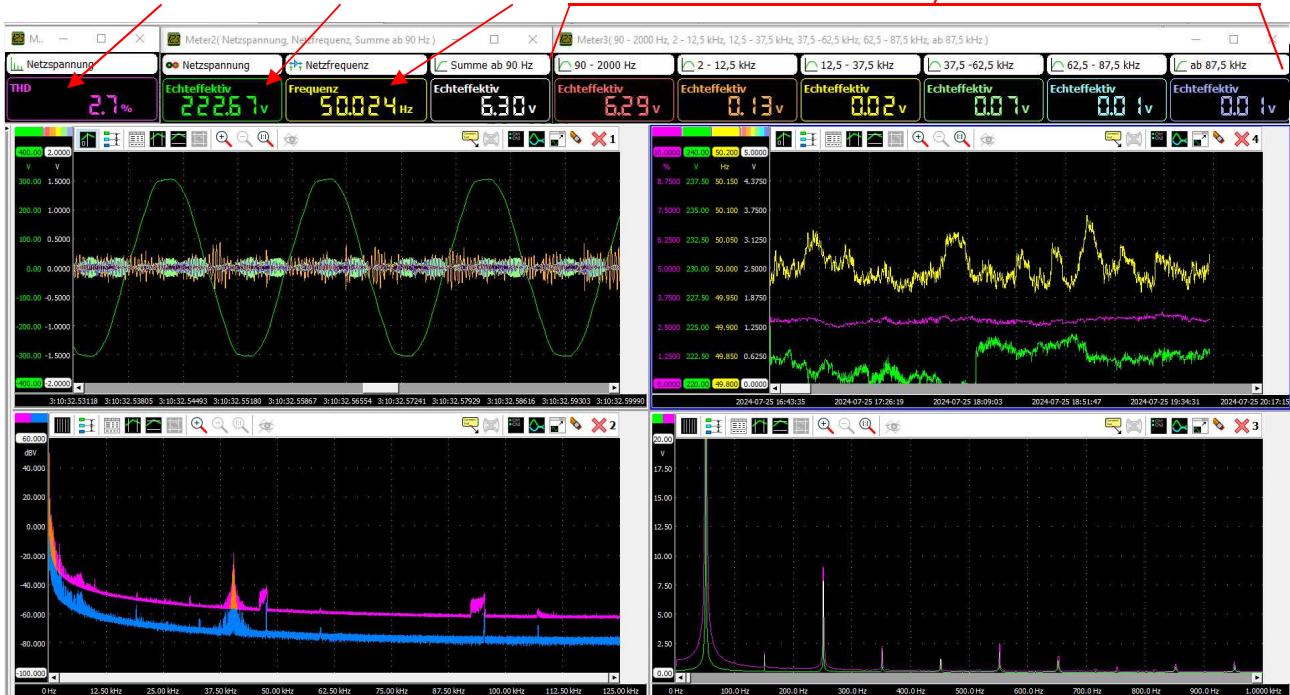 M..
Meter2( Netzspannung, Netzfrequenz, Summe ab 90 Hz )
Meter3( 90 - 2000 Hz, 2 - 12,5 kHz, 12,5 - 37,5 kHz, 37,5 -62,5 kHz, 62,5 - 87,5 kHz, ab 87,5 kHz )
Netzspannung
Netzspannung
Netzfrequenz
Summe ab 90 Hz
90 - 2000 Hz
2 - 12,5 kHz
12,5 - 37,5 kHz
37,5 -62,5 kHz
62,5 - 87,5 kHz
ab 87,5 kHz
THD
2.7 %
Echteffektiv
222.67 V
Frequenz
50.024 Hz
Echteffektiv
6.30 V
Echteffektiv
6.29 V
Echteffektiv
0.13 V
Echteffektiv
0.02 V
Echteffektiv
0.07 V
Echteffektiv
0.01 V
Echteffektiv
0.01 V
1
400.00 2.0000
V V
300.00 1.5000
200.00 1.0000
100.00 0.5000
0.00 0.0000
-100.00 -0.5000
-200.00 -1.0000
-300.00 -1.5000
-400.00 -2.0000
3:10:32.53118 3:10:32.53805 3:10:32.54493 3:10:32.55180 3:10:32.55867 3:10:32.56554 3:10:32.57241 3:10:32.57929 3:10:32.58616 3:10:32.59303 3:10:32.59990
4
10.0000 240.00 50.200 5.0000
% V Hz V
8.7500 237.50 50.150 4.3750
7.5000 235.00 50.100 3.7500
6.2500 232.50 50.050 3.1250
5.0000 230.00 50.000 2.5000
3.7500 227.50 49.950 1.8750
2.5000 225.00 49.900 1.2500
1.2500 222.50 49.850 0.6250
0.0000 220.00 49.800 0.0000
2024-07-25 16:43:35 2024-07-25 17:26:19 2024-07-25 18:09:03 2024-07-25 18:51:47 2024-07-25 19:34:31 2024-07-25 20:17:15
2
60.000
dBV
40.000
20.000
0.000
-20.000
-40.000
-60.000
-80.000
-100.000
0 Hz 12.50 kHz 25.00 kHz 37.50 kHz 50.00 kHz 62.50 kHz 75.00 kHz 87.50 kHz 100.00 kHz 112.50 kHz 125.00 kHz
3
20.00
V
17.50
15.00
12.50
10.00
7.50
5.00
2.50
0.00
0 Hz 100.0 Hz 200.0 Hz 300.0 Hz 400.0 Hz 500.0 Hz 600.0 Hz 700.0 Hz 800.0 Hz 900.0 Hz 1.0000 kHz